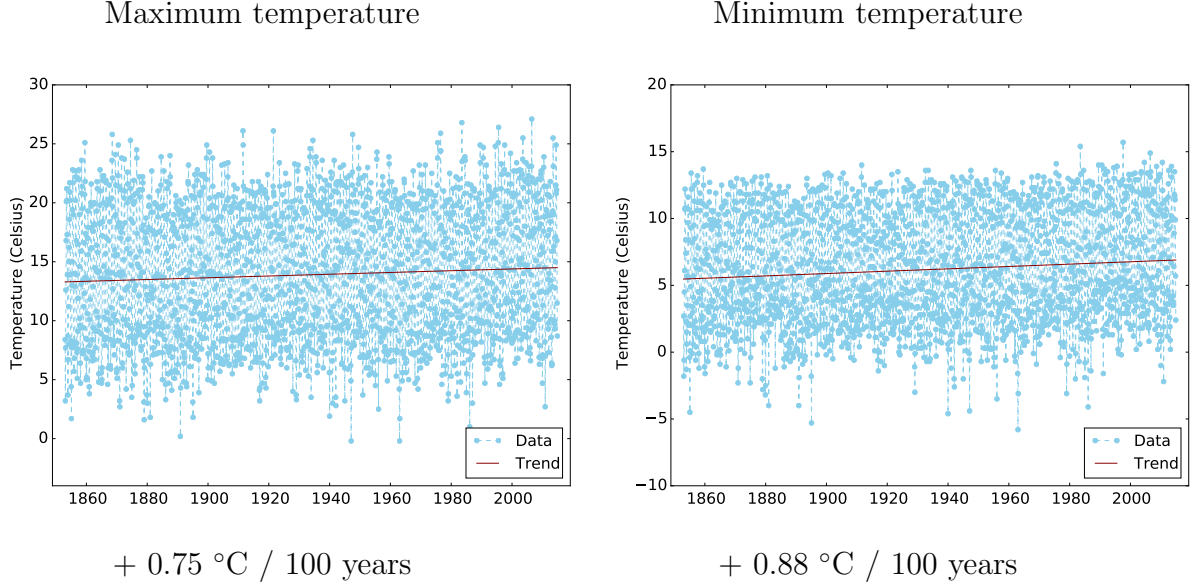 Maximum temperature
30
25
20
15
10
5
0
Temperature (Celsius)
1860 1880 1900 1920 1940 1960 1980 2000
Data
Trend
+ 0.75 °C / 100 years
Minimum temperature
20
15
10
5
0
−5
−10
Temperature (Celsius)
1860 1880 1900 1920 1940 1960 1980 2000
Data
Trend
+ 0.88 °C / 100 years